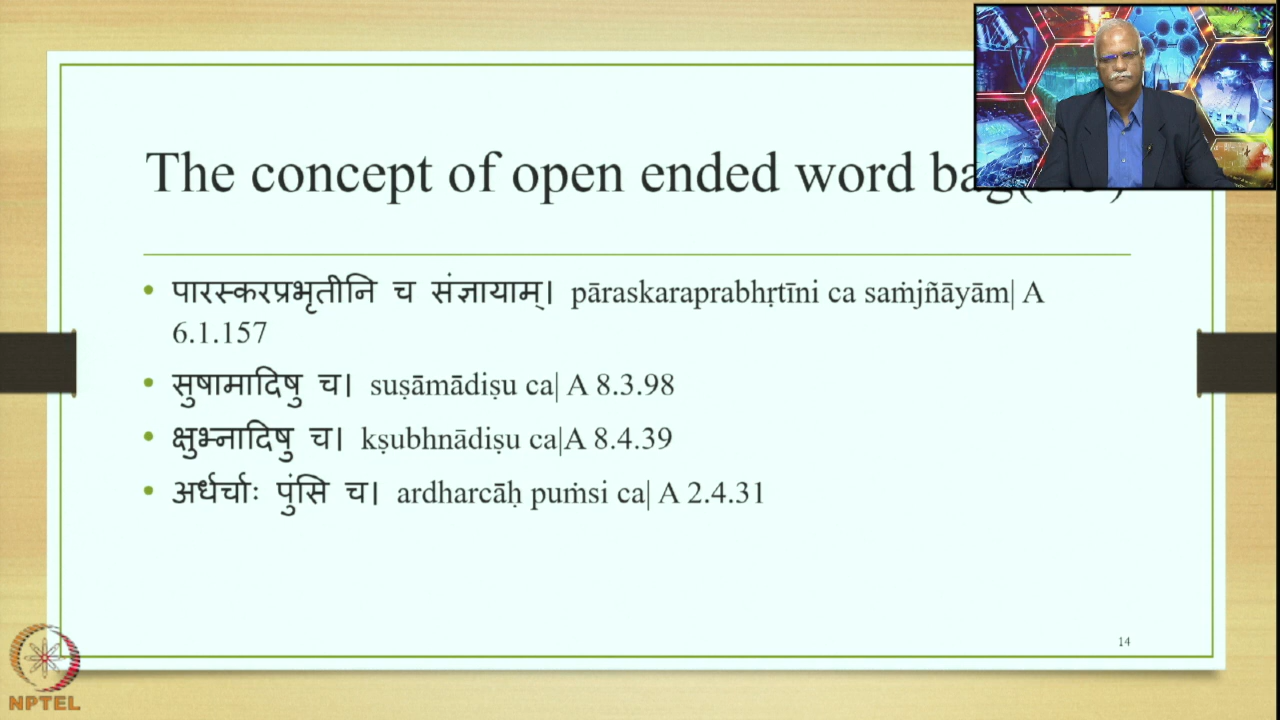 The concept of open ended word
• पारस्करप्रभृतीनि च संज्ञायाम्। pāraskaraprabhṛtīni ca saṁjñāyām| A
6.1.157
• सुषामादिषु च। suṣāmādiṣu ca| A 8.3.98
• क्षुभ्नादिषु च। kṣubhnādiṣu ca|A 8.4.39
• अर्धर्चाः पुंसि च। ardharcāḥ puṁsi ca| A 2.4.31
14
NPTEL